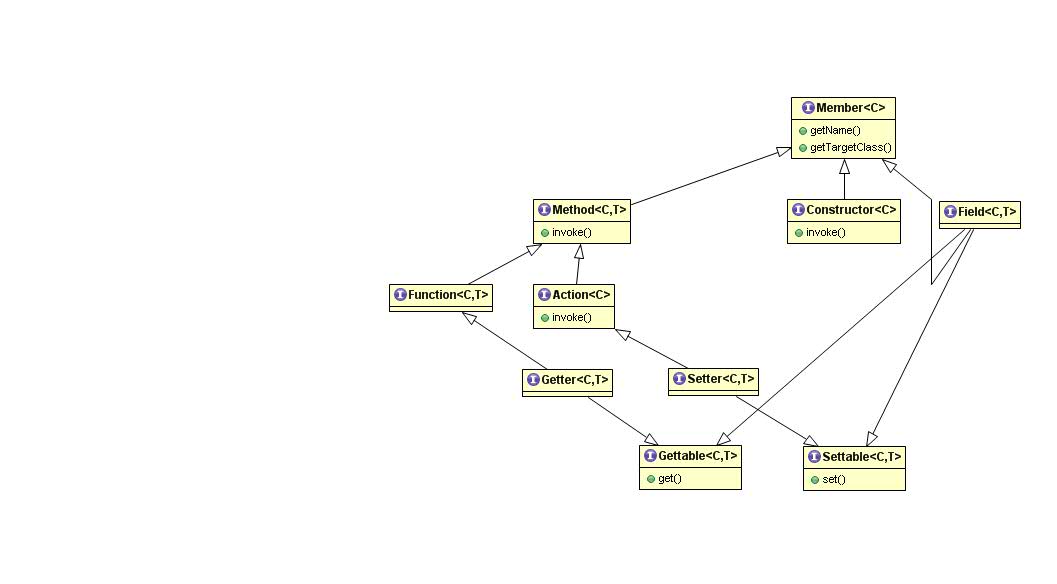 Member<C>
getName()
getTargetClass()
Method<C,T>
invoke()
Constructor<C>
invoke()
Field<C,T>
Function<C,T>
Action<C>
invoke()
Getter<C,T>
Setter<C,T>
Gettable<C,T>
get()
Settable<C,T>
set()